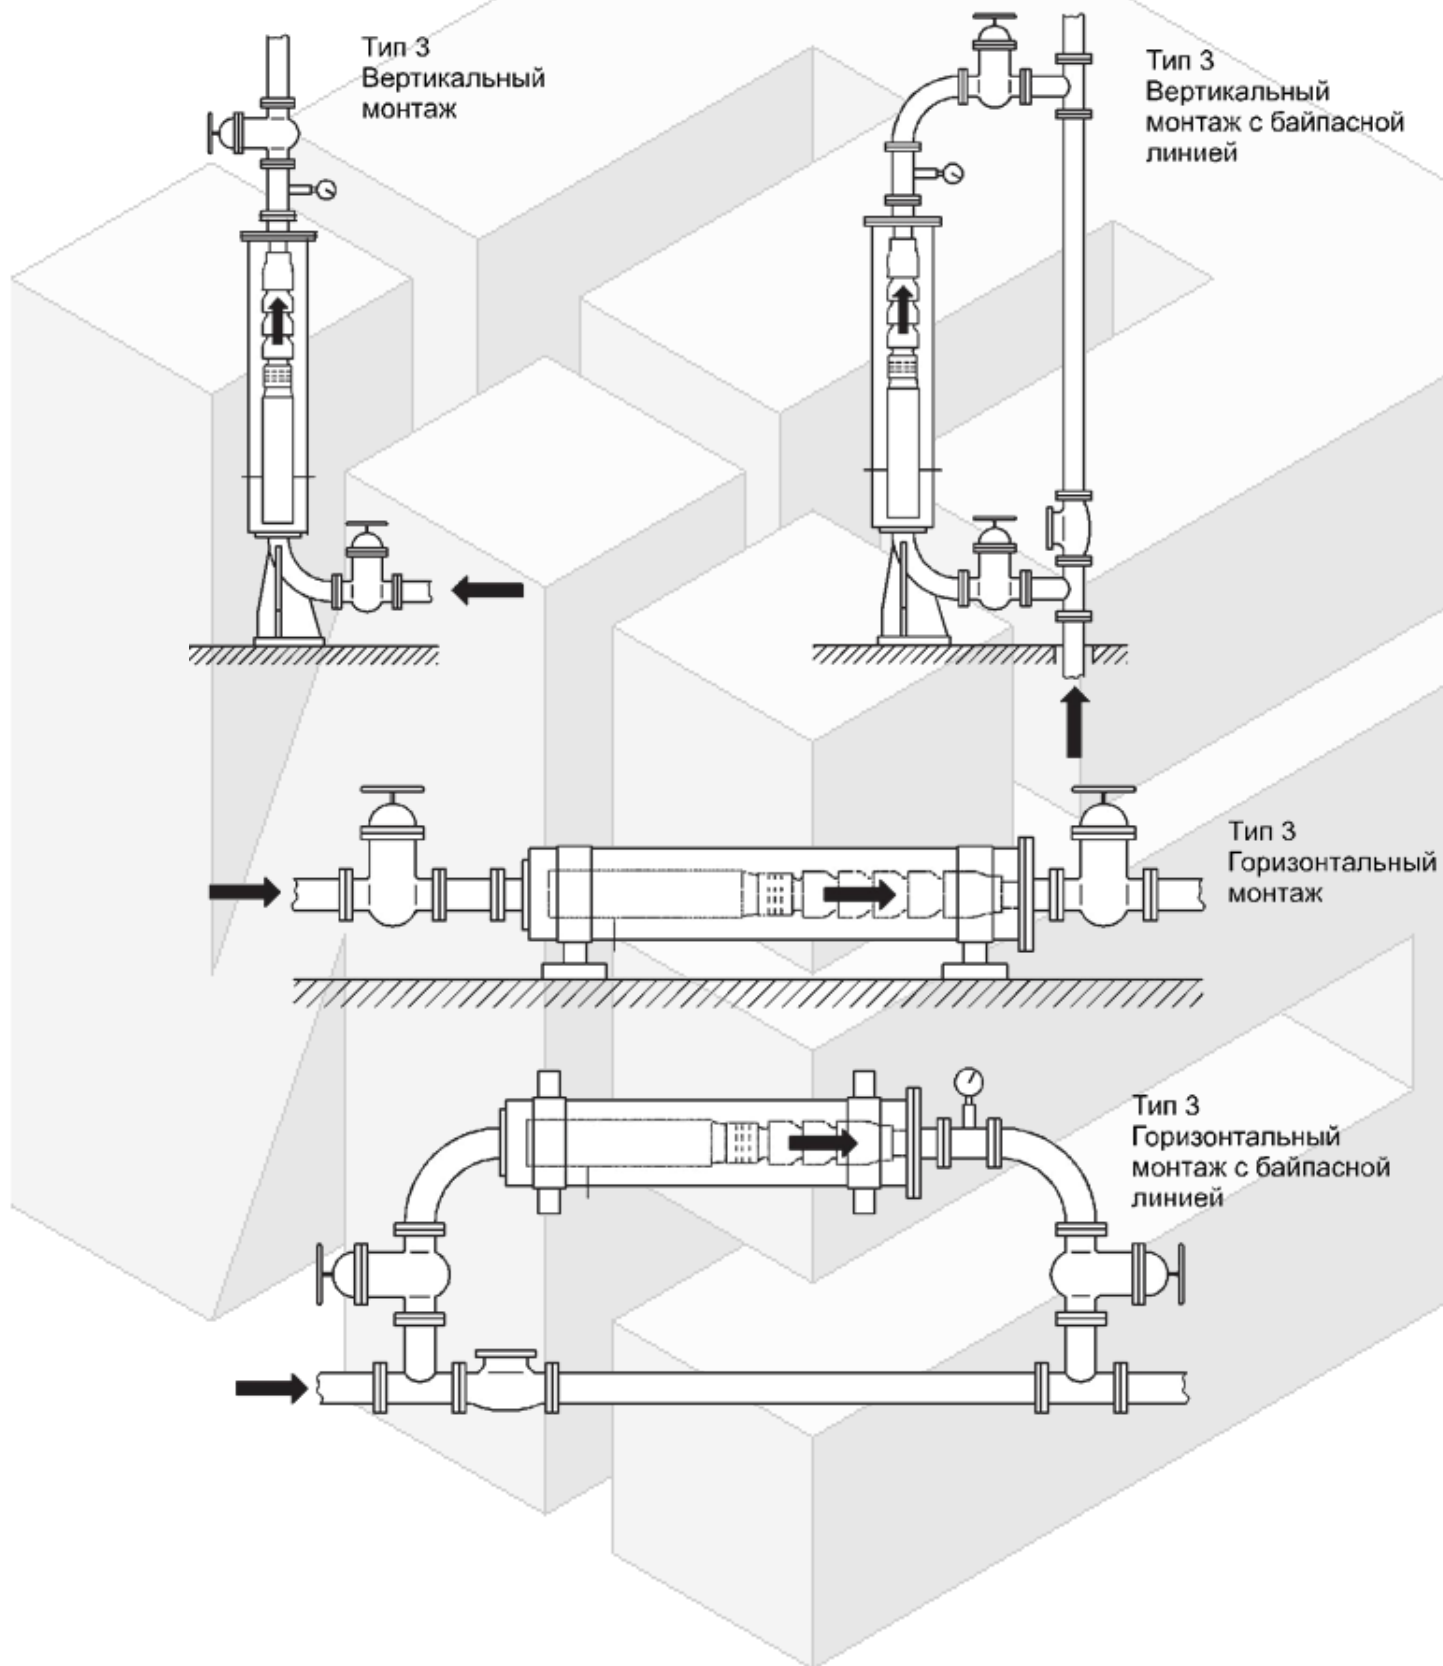 Тип 3
Вертикальный
монтаж
Тип 3
Вертикальный
монтаж с байпасной
линией
Тип 3
Горизонтальный
монтаж
Тип 3
Горизонтальный
монтаж с байпасной
линией